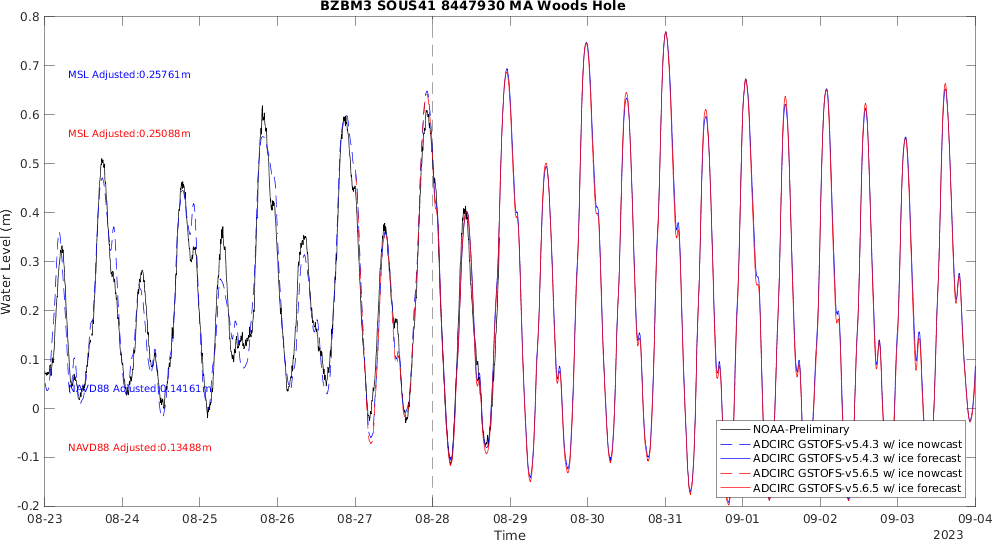 BZBM3 SOUS41 8447930 MA Woods Hole
0.8
0.7
0.6
0.5
0.4
0.3
0.2
0.1
0
-0.1
-0.2
Water Level (m)
MSL Adjusted:0.25761m
MSL Adjusted:0.25088m
NAVD88 Adjusted:0.14161m
NAVD88 Adjusted:0.13488m
NOAA-Preliminary
ADCIRC GSTOFS-v5.4.3 w/ ice nowcast
ADCIRC GSTOFS-v5.4.3 w/ ice forecast
ADCIRC GSTOFS-v5.6.5 w/ ice nowcast
ADCIRC GSTOFS-v5.6.5 w/ ice forecast
08-23 08-24 08-25 08-26 08-27 08-28 08-29 08-30 08-31 09-01 09-02 09-03 09-04
Time
2023